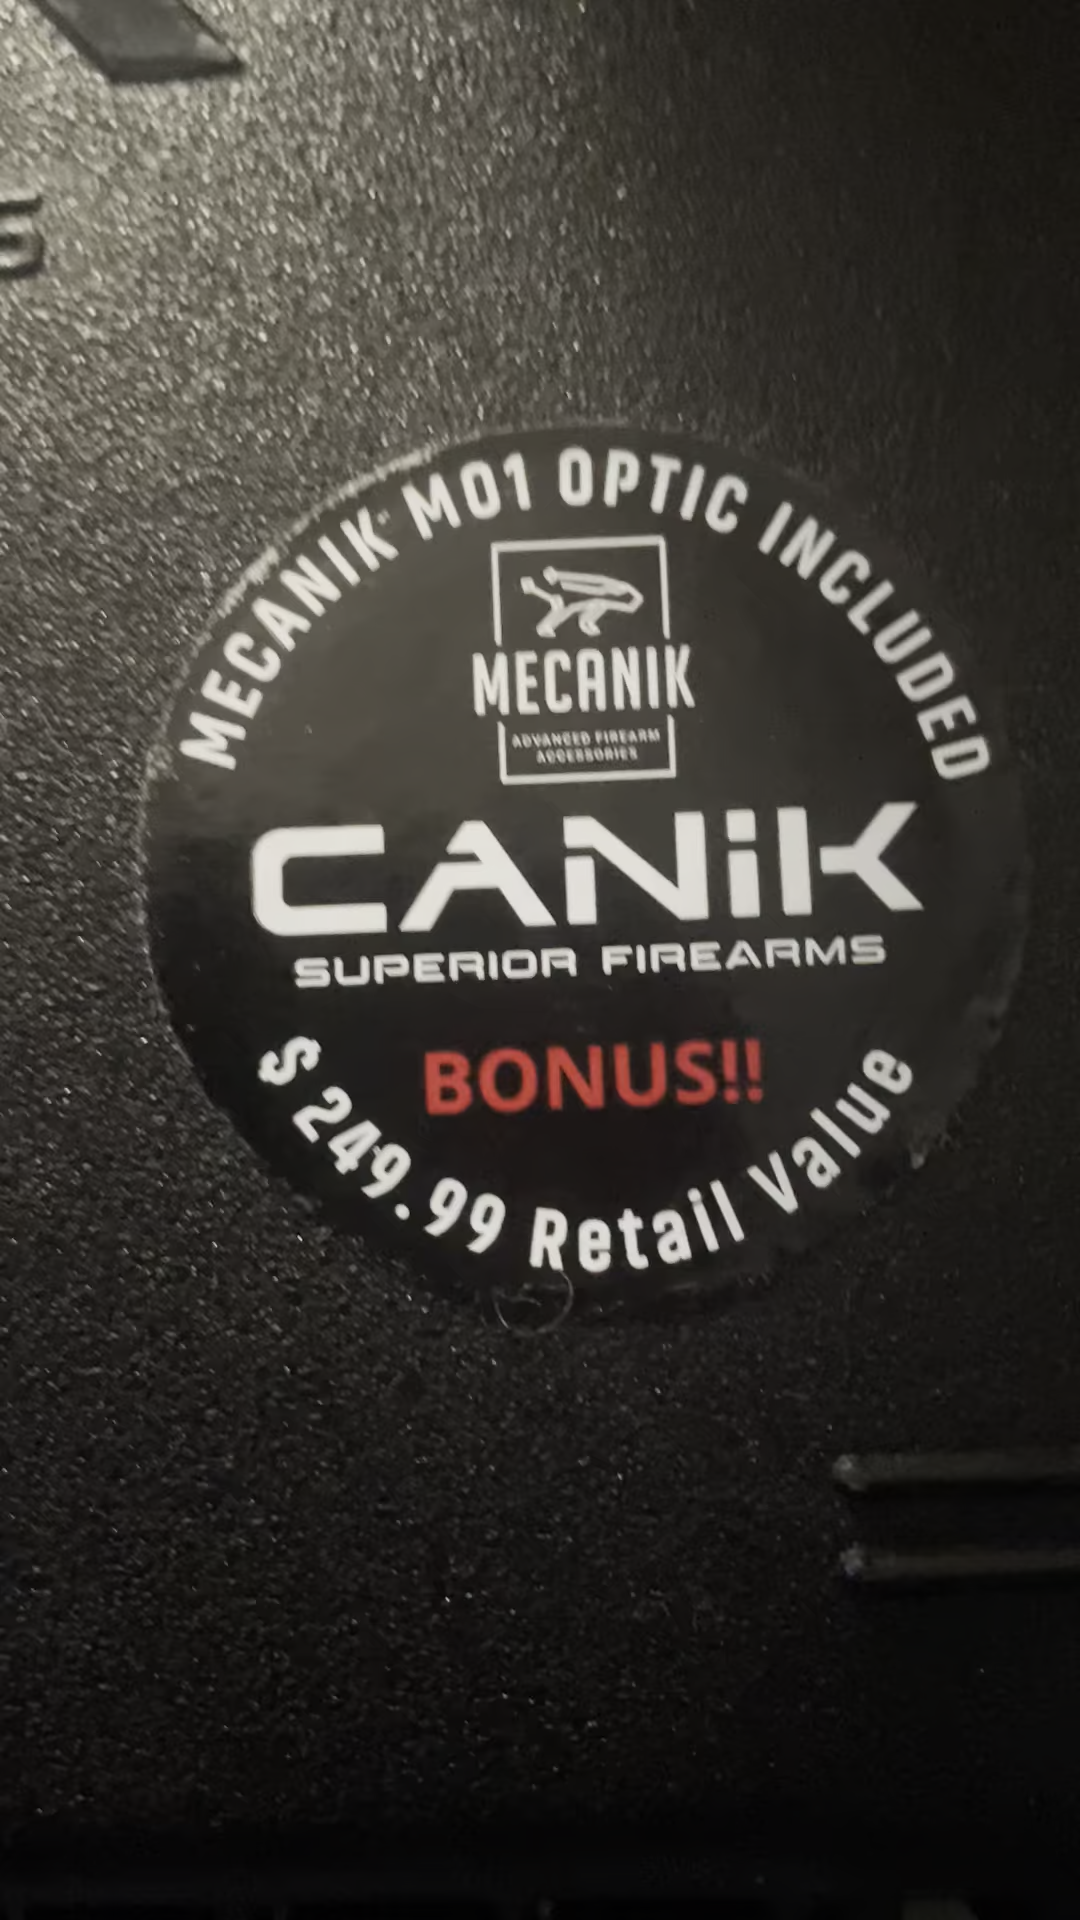 MECANIK M01 OPTIC INCLUDED
MECANIK
ADVANCED FIREARM
ACCESSORIES
CANiK
SUPERIOR FIREARMS
BONUS!!
$ 249.99 Retail Value